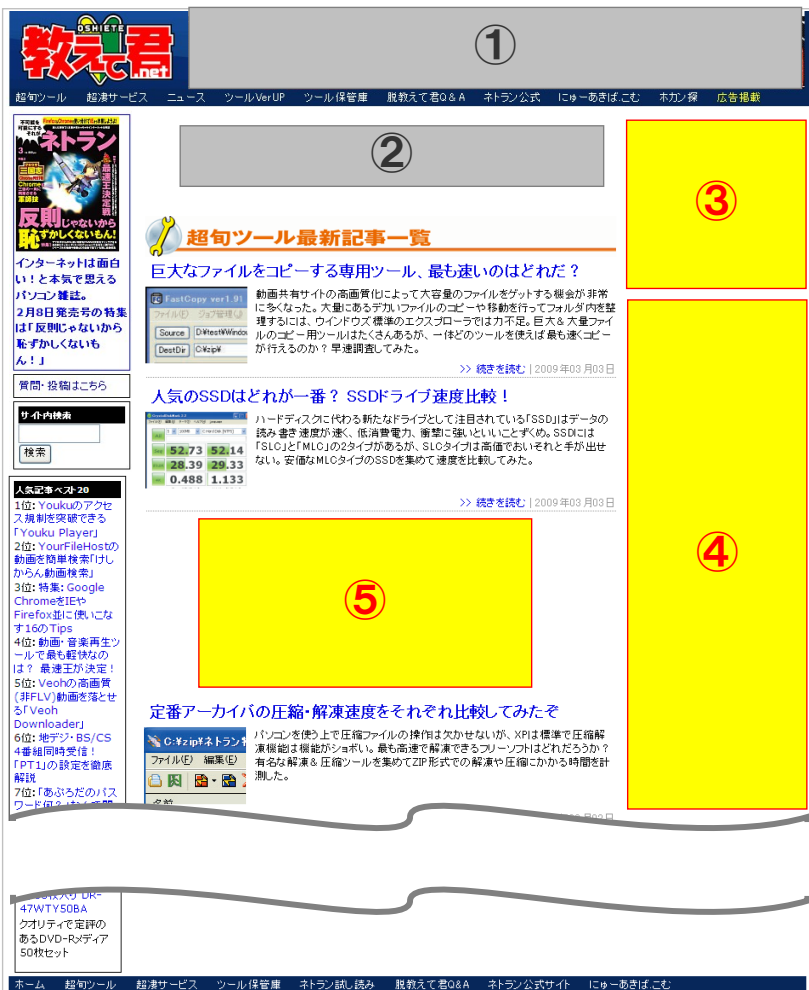 OSHIETE
教えて君
.net
①
超旬ツール 超凄サービス ニュース ツールVerUP ツール保管庫 脱教えて君Q&A ネトラン公式 にゅーあきば.こむ ホカン探 広告掲載
ネトラン
最速王決定戦
三国志
Chrome
反則じゃないから
恥ずかしくないもん!
インターネットは面白
い！と本気で思える
パソコン雑誌。
2月8日発売号の特集
は「反則じゃないから
恥ずかしくないも
ん！」
質問・投稿はこちら
サイト内検索
検索
人気記事ベスト20
1位: Youkuのアクセ
ス規制を突破できる
「Youku Player」
2位: YourFileHostの
動画を簡単検索「けし
からん動画検索」
3位: 特集: Google
ChromeをIEや
Firefox並に使いこな
す16のTips
4位: 動画・音楽再生ツ
ールで最も軽快なの
は？ 最速王が決定！
5位: Veohの高画質
(非FLV)動画を落とせ
る「Veoh
Downloader」
6位: 地デジ・BS/CS
4番組同時受信！
「PT1」の設定を徹底
解説
7位: 「あぷろだのパス
②
超旬ツール最新記事一覧
巨大なファイルをコピーする専用ツール、最も速いのはどれだ？
FastCopy ver1.91
ファイル(F) ジョブ管理(J)
Source D:¥test¥Window
DestDir C:¥zip¥
動画共有サイトの高画質化によって大容量のファイルをゲットする機会が非常
に多くなった。大量にあるデカいファイルのコピーや移動を行ってフォルダ内を整
理するには、ウインドウズ標準のエクスプローラでは力不足。巨大＆大量ファイ
ルのコピー用ツールはたくさんあるが、一体どのツールを使えば最も速くコピー
が行えるのか？早速調査してみた。
>> 続きを読む | 2009年03月03日
人気のSSDはどれが一番？ SSDドライブ速度比較！
52.73 52.14
28.39 29.33
0.488 1.133
ハードディスクに代わる新たなドライブとして注目されている「SSD」はデータの
読み書き速度が速く、低消費電力、衝撃に強いといいことずくめ。SSDには
「SLC」と「MLC」の2タイプがあるが、SLCタイプは高価でおいそれと手が出せ
ない。安価なMLCタイプのSSDを集めて速度を比較してみた。
>> 続きを読む | 2009年03月03日
⑤
定番アーカイバの圧縮・解凍速度をそれぞれ比較してみたぞ
C:¥zip¥ネトラン
ファイル(F) 編集(E)
名前
パソコンを使う上で圧縮ファイルの操作は欠かせないが、XPは標準で圧縮解
凍機能は機能がショボい。最も高速で解凍できるフリーソフトはどれだろうか？
有名な解凍＆圧縮ツールを集めてZIP形式での解凍や圧縮にかかる時間を計
測した。
③
④
47WTY50BA
クオリティで定評の
あるDVD-Rメディア
50枚セット
ホーム 超旬ツール 超凄サービス ツール保管庫 ネトラン試し読み 脱教えて君Q&A ネトラン公式サイト にゅーあきば.こむ